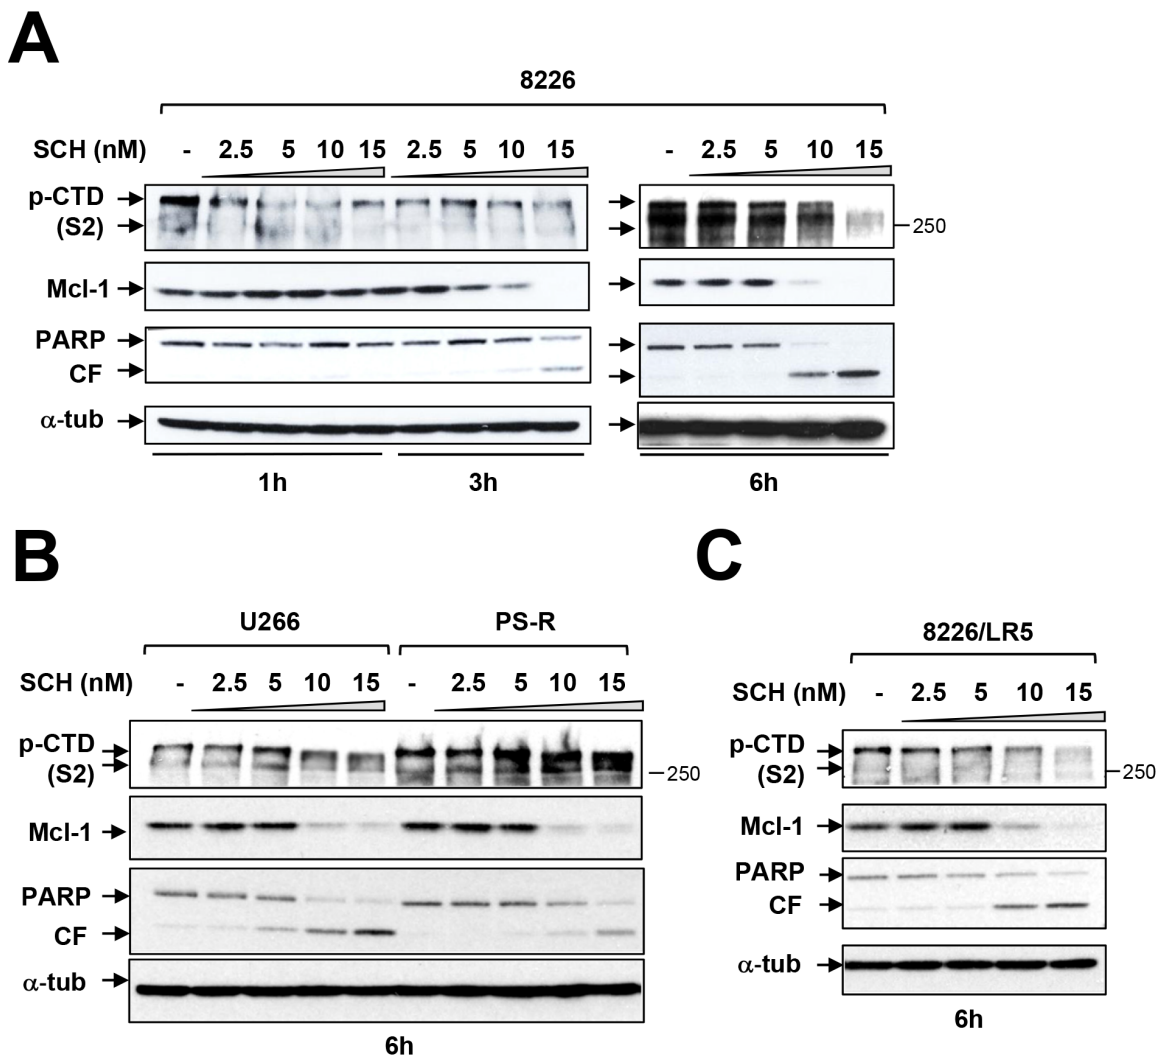 A
8226
SCH (nM) - 2.5 5 10 15 2.5 5 10 15 - 2.5 5 10 15
p-CTD
(S2)
250
Mcl-1
PARP
CF
α-tub
1h 3h 6h
B
U266 PS-R
SCH (nM) - 2.5 5 10 15 - 2.5 5 10 15
p-CTD
(S2)
250
Mcl-1
PARP
CF
α-tub
6h
C
8226/LR5
SCH (nM) - 2.5 5 10 15
p-CTD
(S2)
250
Mcl-1
PARP
CF
α-tub
6h